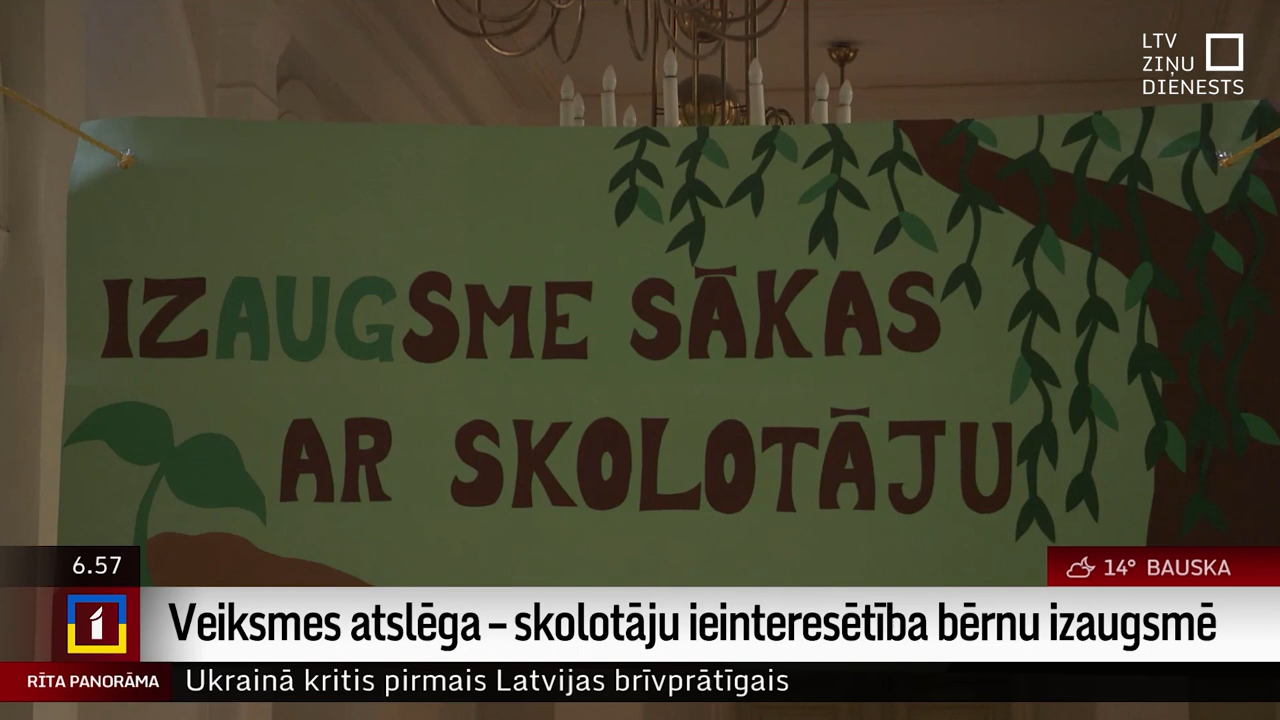 LTV
ZIŅU
DIENESTS
IZAUGSME SĀKAS
AR SKOLOTĀJU
6.57
14° BAUSKA
1
Veiksmes atslēga – skolotāju ieinteresētība bērnu izaugsmē
RĪTA PANORĀMA
Ukrainā kritis pirmais Latvijas brīvprātīgais